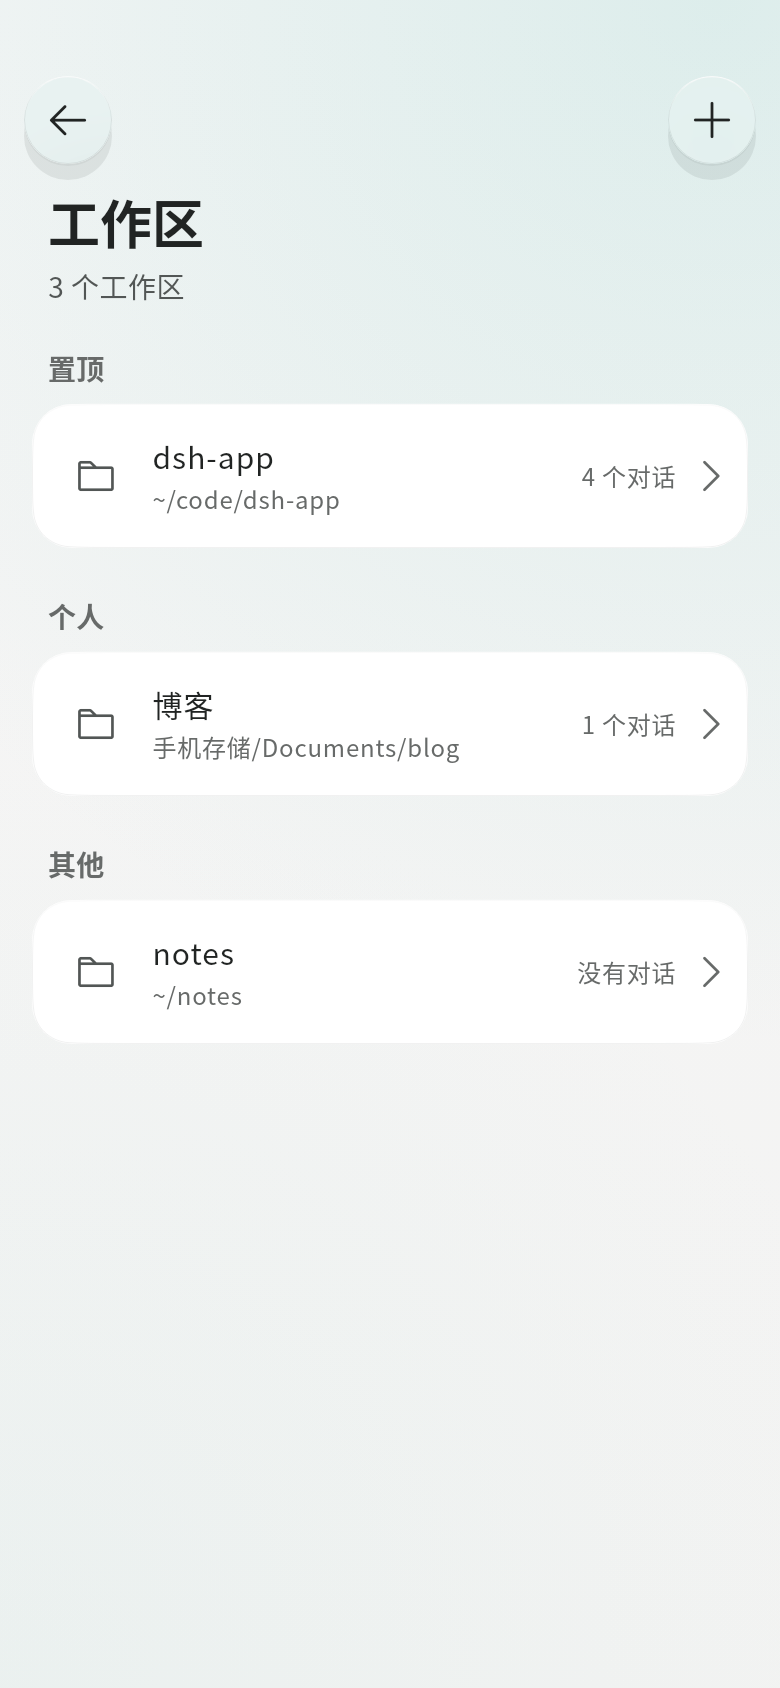 工作区
3 个工作区
置顶
dsh-app
~/code/dsh-app
4 个对话
个人
博客
手机存储/Documents/blog
1 个对话
其他
notes
~/notes
没有对话